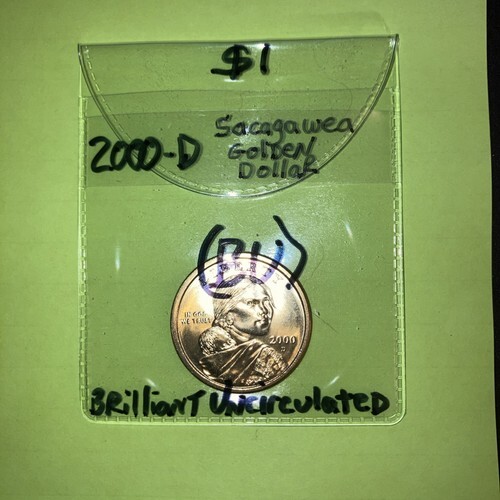 $1
2000-D
Sacagawea
GOLDEN
Dollar
(BU)
IN GOD
WE TRUST
2000
D
BRilliANT UNcirculateD